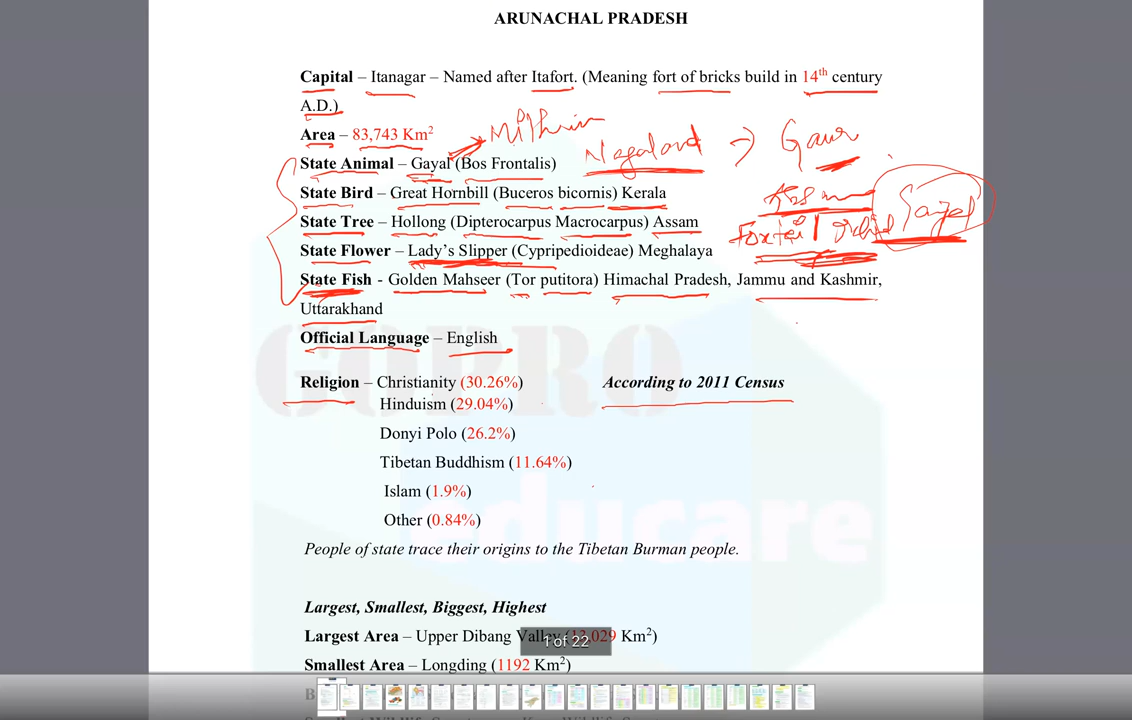 ARUNACHAL PRADESH
Capital – Itanagar – Named after Itafort. (Meaning fort of bricks build in 14th century
A.D.)
Area – 83,743 Km2
Mithun
State Animal – Gayal (Bos Frontalis)
Nagaland → Gaur
State Bird – Great Hornbill (Buceros bicornis) Kerala
Assam
State Tree – Hollong (Dipterocarpus Macrocarpus) Assam
Foxtail Orchid
State Flower – Lady's Slipper (Cypripedioideae) Meghalaya
State Fish - Golden Mahseer (Tor putitora) Himachal Pradesh, Jammu and Kashmir,
Uttarakhand
Official Language – English
Religion – Christianity (30.26%) According to 2011 Census
Hinduism (29.04%)
Donyi Polo (26.2%)
Tibetan Buddhism (11.64%)
Islam (1.9%)
Other (0.84%)
People of state trace their origins to the Tibetan Burman people.
Largest, Smallest, Biggest, Highest
Largest Area – Upper Dibang Valley Km2)
1 of 22
Smallest Area – Longding (1192 Km2)
GOPRO
educare